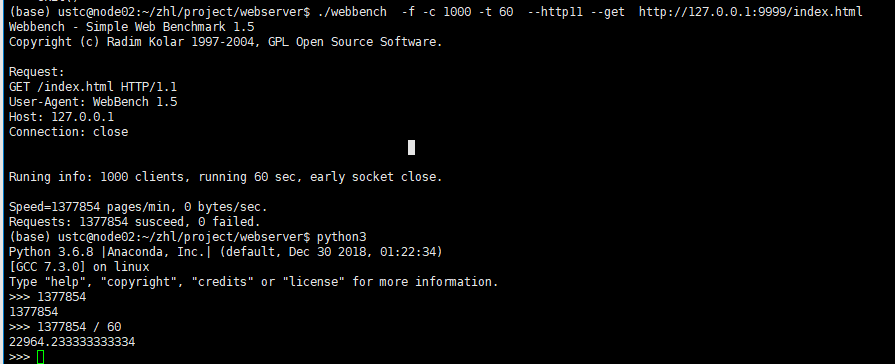 (base) ustc@node02:~/zhl/project/webserver$ ./webbench  -f -c 1000 -t 60  --http11 --get  http://127.0.0.1:9999/index.html
Webbench - Simple Web Benchmark 1.5
Copyright (c) Radim Kolar 1997-2004, GPL Open Source Software.
Request:
GET /index.html HTTP/1.1
User-Agent: WebBench 1.5
Host: 127.0.0.1
Connection: close
Runing info: 1000 clients, running 60 sec, early socket close.
Speed=1377854 pages/min, 0 bytes/sec.
Requests: 1377854 susceed, 0 failed.
(base) ustc@node02:~/zhl/project/webserver$ python3
Python 3.6.8 |Anaconda, Inc.| (default, Dec 30 2018, 01:22:34)
[GCC 7.3.0] on linux
Type "help", "copyright", "credits" or "license" for more information.
>>> 1377854
1377854
>>> 1377854 / 60
22964.233333333334
>>>